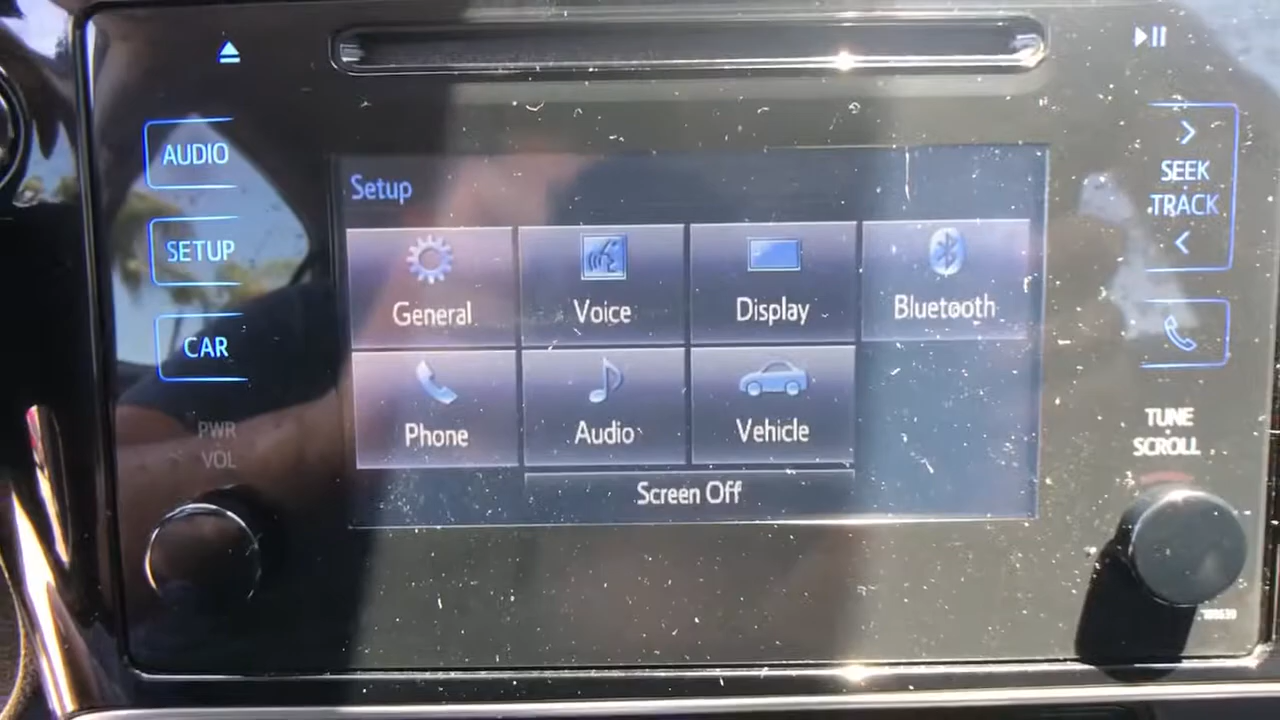 AUDIO
SETUP
CAR
PWR
VOL
Setup
General
Voice
Display
Bluetooth
Phone
Audio
Vehicle
Screen Off
SEEK
TRACK
TUNE
SCROLL